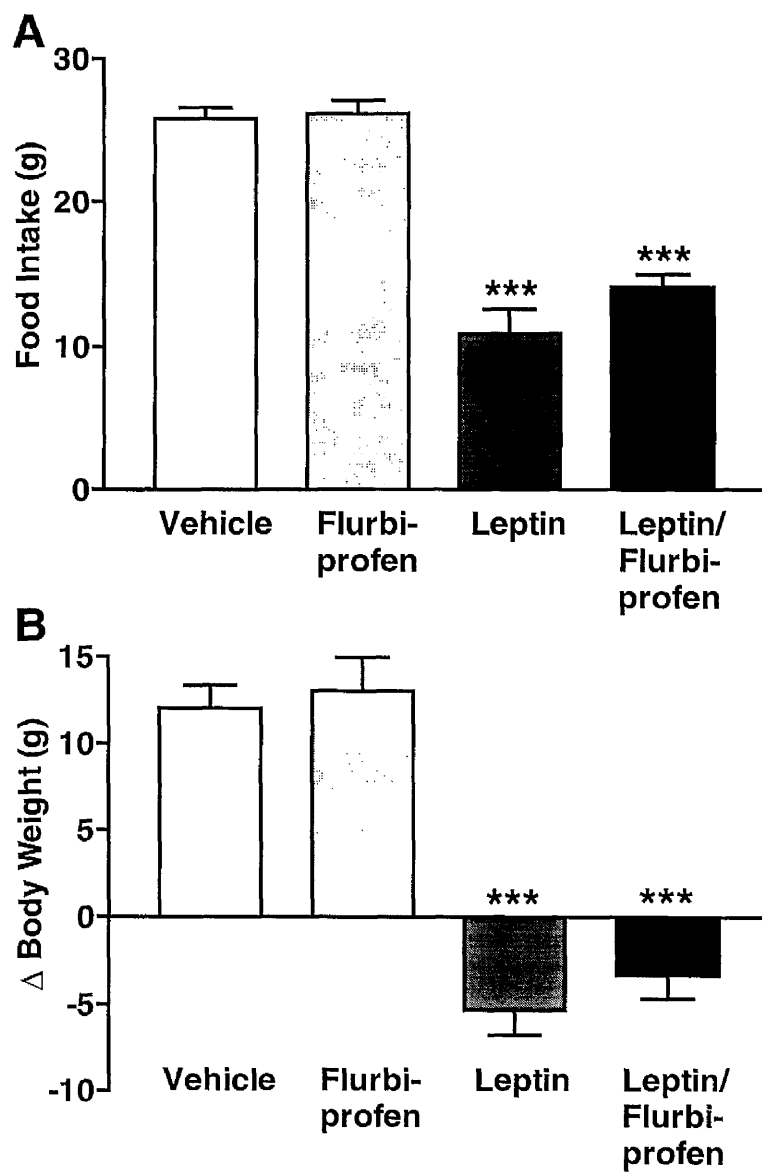 A
Food Intake (g)
30
20
10
0
***
***
Vehicle
Flurbi-
profen
Leptin
Leptin/
Flurbi-
profen
B
Δ Body Weight (g)
15
10
5
0
-5
-10
***
***
Vehicle
Flurbi-
profen
Leptin
Leptin/
Flurbi-
profen